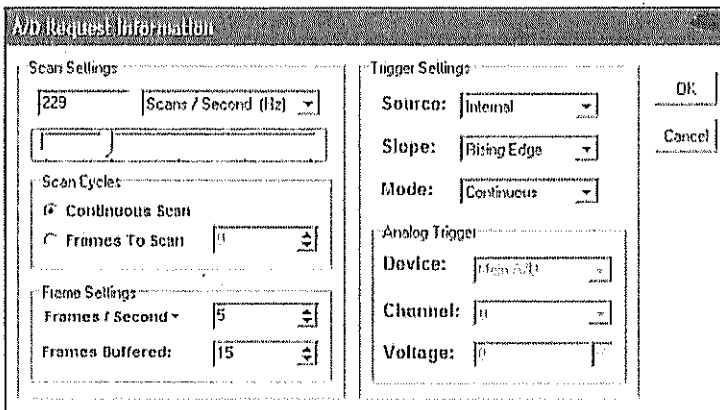 A/D Request Information
Scan Settings
229
Scans / Second (Hz)
Scan Cycles
Continuous Scan
Frames To Scan
0
Frame Settings
Frames / Second
5
Frames Buffered:
15
Trigger Settings
Source: Internal
Slope: Rising Edge
Mode: Continuous
Analog Trigger
Device: Main A/D
Channel: 0
Voltage: 0
OK
Cancel